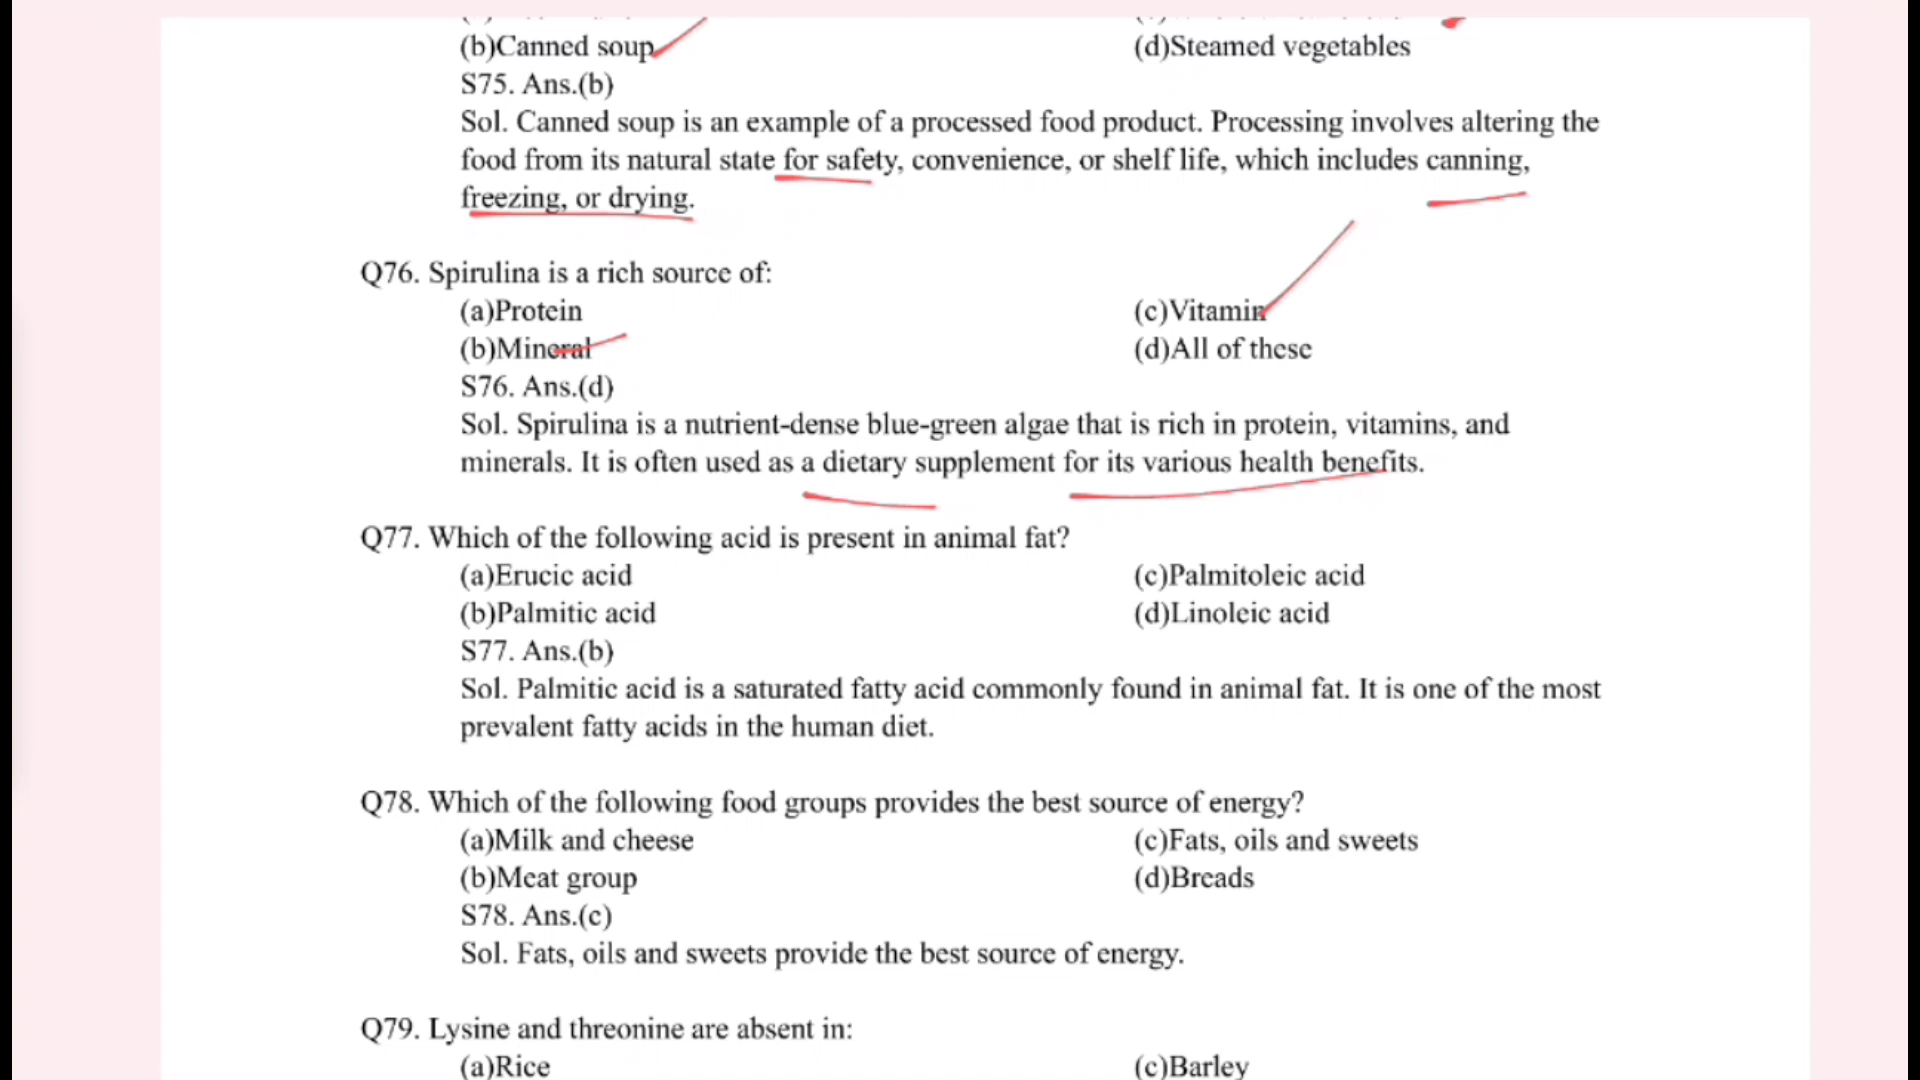 (b)Canned soup
(d)Steamed vegetables
S75. Ans.(b)
Sol. Canned soup is an example of a processed food product. Processing involves altering the
food from its natural state for safety, convenience, or shelf life, which includes canning,
freezing, or drying.
Q76. Spirulina is a rich source of:
(a)Protein
(c)Vitamin
(b)Mineral
(d)All of these
S76. Ans.(d)
Sol. Spirulina is a nutrient-dense blue-green algae that is rich in protein, vitamins, and
minerals. It is often used as a dietary supplement for its various health benefits.
Q77. Which of the following acid is present in animal fat?
(a)Erucic acid
(c)Palmitoleic acid
(b)Palmitic acid
(d)Linoleic acid
S77. Ans.(b)
Sol. Palmitic acid is a saturated fatty acid commonly found in animal fat. It is one of the most
prevalent fatty acids in the human diet.
Q78. Which of the following food groups provides the best source of energy?
(a)Milk and cheese
(c)Fats, oils and sweets
(b)Meat group
(d)Breads
S78. Ans.(c)
Sol. Fats, oils and sweets provide the best source of energy.
Q79. Lysine and threonine are absent in:
(a)Rice
(c)Barley